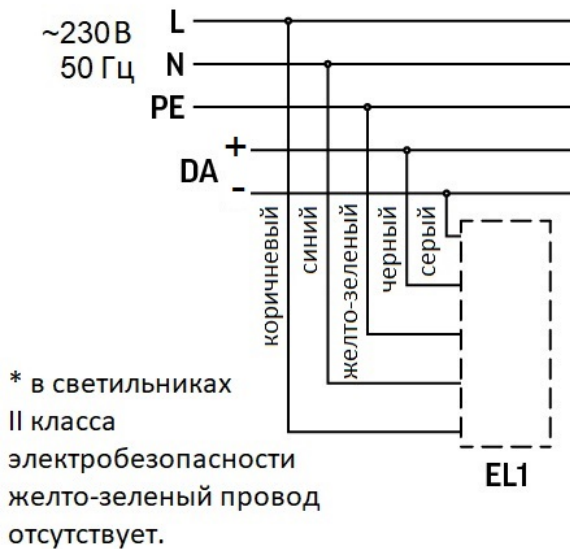 ~230В
50 Гц
L
N
PE
DA
+
-
коричневый
синий
желто-зеленый
черный
серый
EL1
* в светильниках
II класса
электробезопасности
желто-зеленый провод
отсутствует.